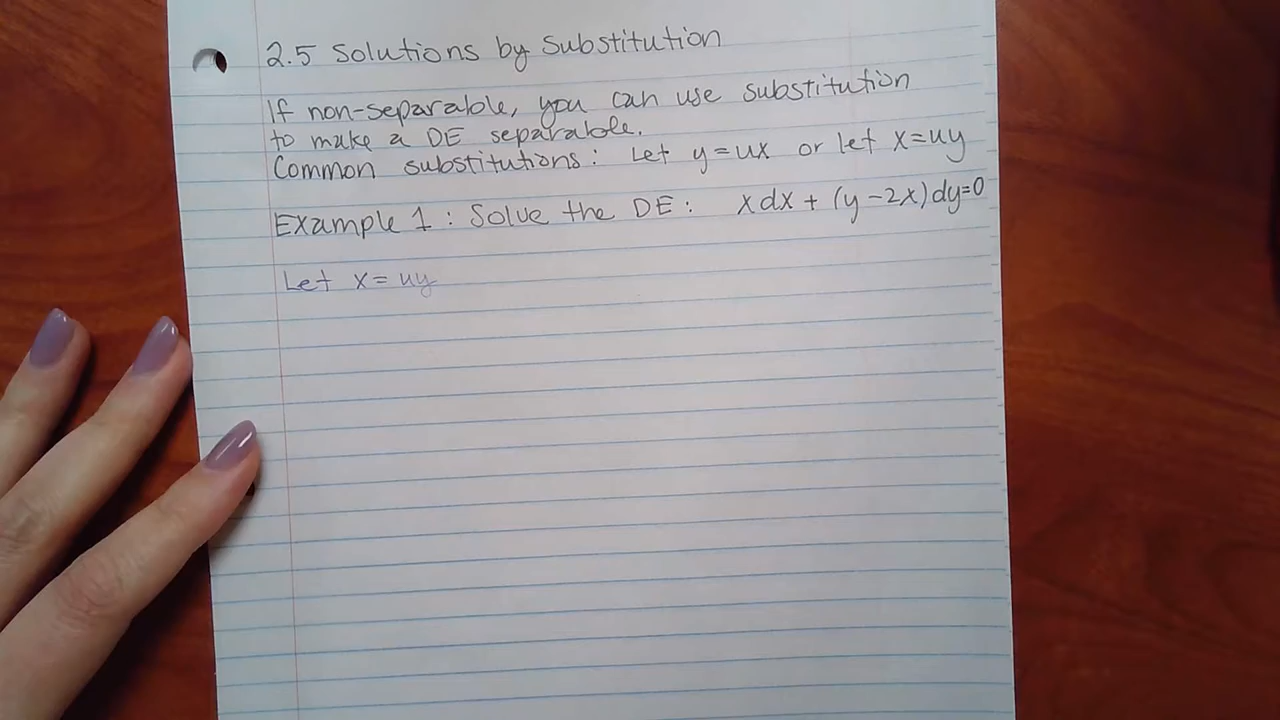 2.5 Solutions by Substitution
If non-separable, you can use substitution
to make a DE separable.
Common substitutions: Let y=ux or let x=uy
Example 1: Solve the DE: xdx + (y-2x)dy=0
Let x=uy